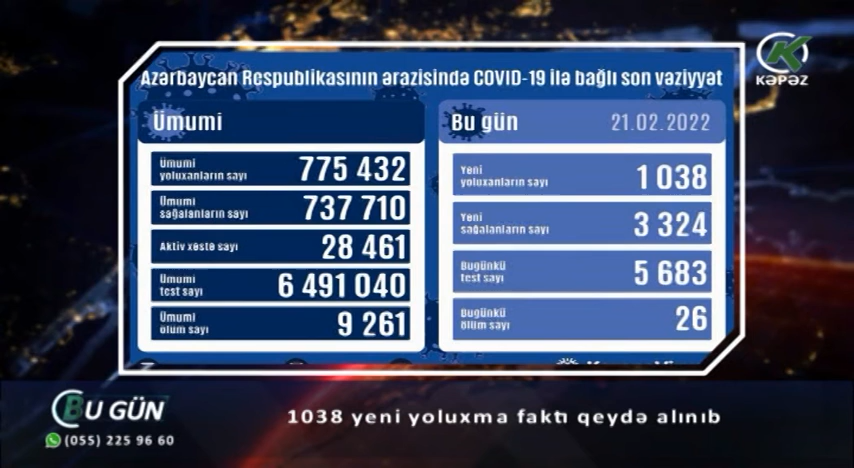 KƏPƏZ
Azərbaycan Respublikasının ərazisində COVID-19 ilə bağlı son vəziyyət
Ümumi
Ümumi
yoluxanların sayı
775 432
Ümumi
sağalanların sayı
737 710
Aktiv xəstə sayı
28 461
Ümumi
test sayı
6 491 040
Ümumi
ölüm sayı
9 261
Bu gün
21.02.2022
Yeni
yoluxanların sayı
1 038
Yeni
sağalanların sayı
3 324
Bugünkü
test sayı
5 683
Bugünkü
ölüm sayı
26
BU GÜN
(055) 225 96 60
1038 yeni yoluxma faktı qeydə alınıb